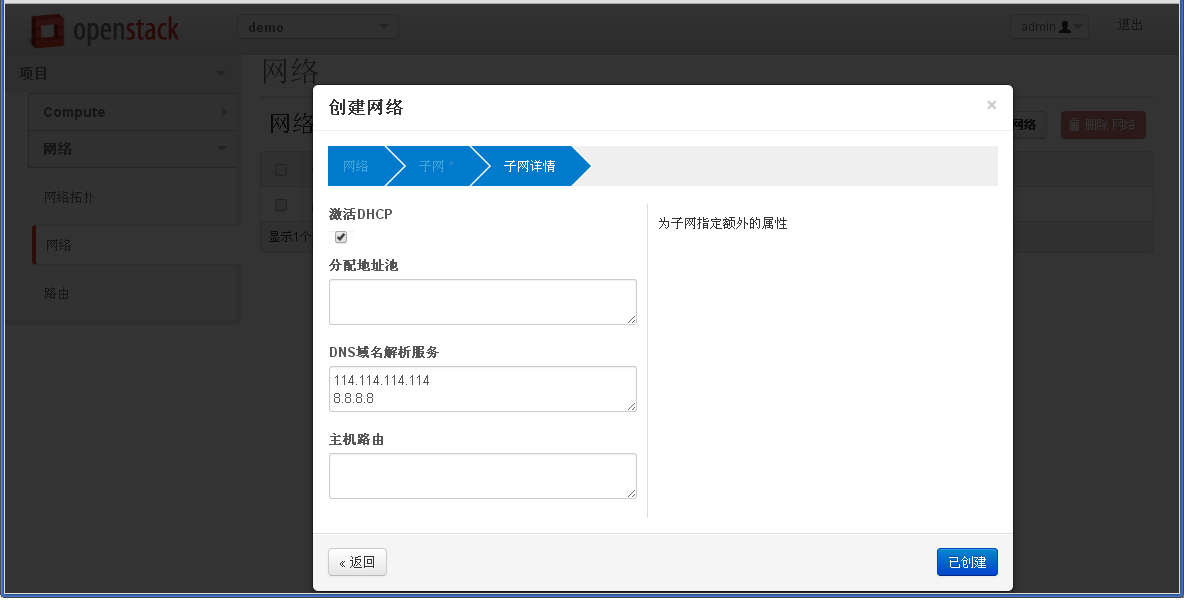 openstack
demo
admin
退出
项目
Compute
网络
网络拓扑
网络
路由
网络
网络
网络
删除 网络
显示1个
创建网络
×
网络
子网 *
子网详情
激活DHCP
分配地址池
DNS域名解析服务
114.114.114.114
8.8.8.8
主机路由
为子网指定额外的属性
« 返回
已创建